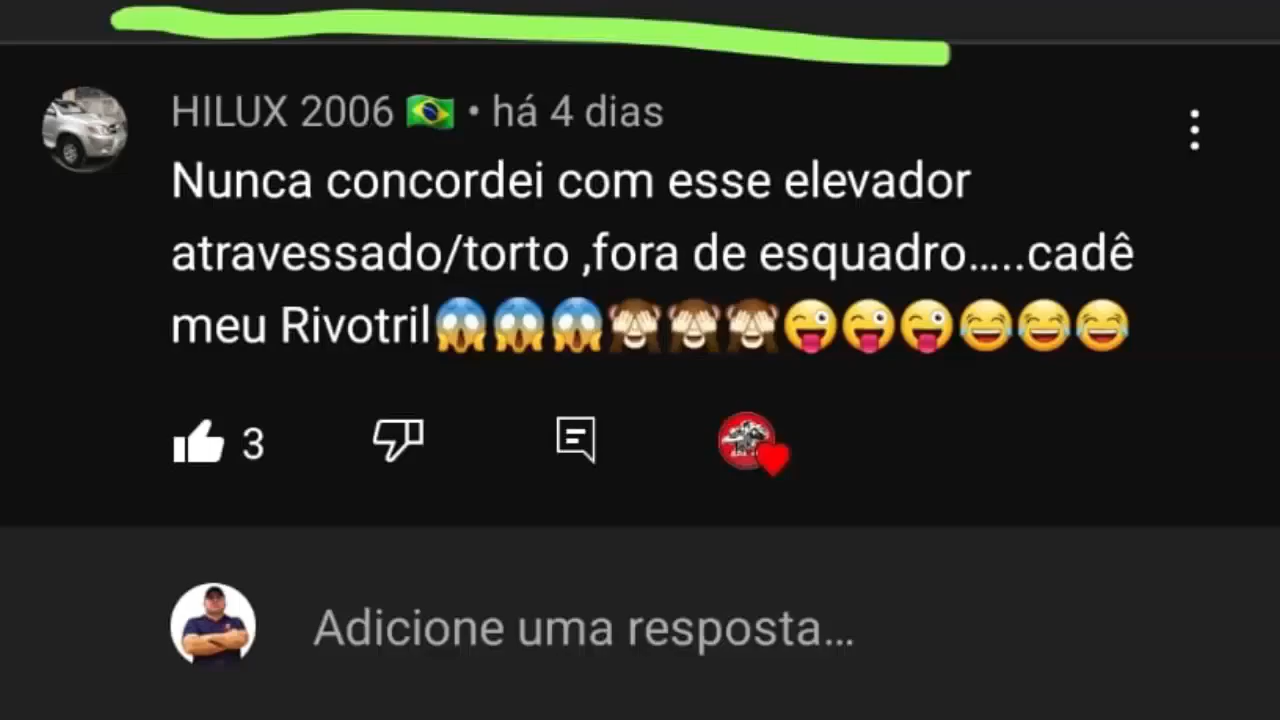 HILUX 2006 🇧🇷 • há 4 dias
Nunca concordei com esse elevador
atravessado/torto ,fora de esquadro.....cadê
meu Rivotril😱😱😱🙈🙈🙈😜😜😜😂😂😂
3
Adicione uma resposta...